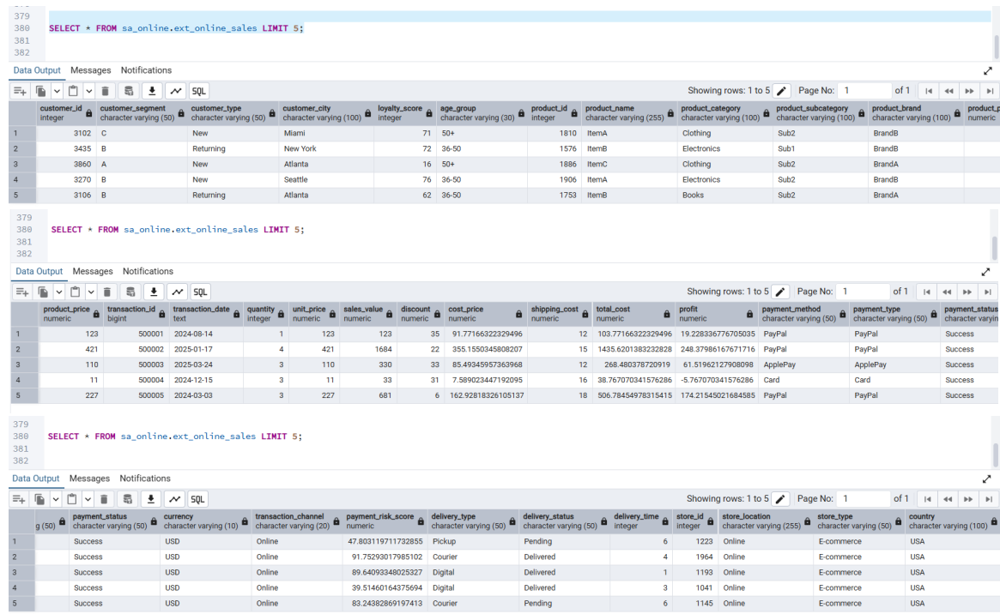 379
380 SELECT * FROM sa_online.ext_online_sales LIMIT 5;
381
382
Data Output Messages Notifications
SQL Showing rows: 1 to 5 Page No: 1 of 1
customer_id customer_segment customer_type customer_city loyalty_score age_group product_id product_name product_category product_subcategory product_brand product_p
integer character varying (50) character varying (50) character varying (100) integer character varying (30) integer character varying (255) character varying (100) character varying (100) character varying (100) numeric
1 3102 C New Miami 71 50+ 1810 ItemA Clothing Sub2 BrandB
2 3435 B Returning New York 72 36-50 1576 ItemB Electronics Sub1 BrandB
3 3860 A New Atlanta 16 50+ 1886 ItemC Clothing Sub2 BrandA
4 3270 B New Seattle 76 36-50 1906 ItemA Electronics Sub2 BrandB
5 3106 B Returning Atlanta 62 36-50 1753 ItemB Books Sub2 BrandA
379
380 SELECT * FROM sa_online.ext_online_sales LIMIT 5;
381
382
Data Output Messages Notifications
SQL Showing rows: 1 to 5 Page No: 1 of 1
product_price transaction_id transaction_date quantity unit_price sales_value discount cost_price shipping_cost total_cost profit payment_method payment_type payment_status
numeric bigint text integer numeric numeric numeric numeric numeric numeric numeric character varying (50) character varying (50) character varyin
1 123 500001 2024-08-14 1 123 123 35 91.77166322329496 12 103.77166322329496 19.228336776705035 PayPal PayPal Success
2 421 500002 2025-01-17 4 421 1684 22 355.1550345808207 15 1435.6201383232828 248.37986167671716 PayPal PayPal Success
3 110 500003 2025-03-24 3 110 330 33 85.49345957363968 12 268.480378720919 61.51962127908098 ApplePay ApplePay Success
4 11 500004 2024-12-15 3 11 33 31 7.589023447192095 16 38.767070341576286 -5.767070341576286 Card Card Success
5 227 500005 2024-03-03 3 227 681 6 162.92818326105137 18 506.78454978315415 174.21545021684585 PayPal PayPal Success
379
380 SELECT * FROM sa_online.ext_online_sales LIMIT 5;
381
382
Data Output Messages Notifications
SQL Showing rows: 1 to 5 Page No: 1 of 1
payment_status currency transaction_channel payment_risk_score delivery_type delivery_status delivery_time store_id store_location store_type country
g (50) character varying (50) character varying (10) character varying (20) numeric character varying (50) character varying (50) integer integer character varying (255) character varying (50) character varying (100)
1 Success USD Online 47.803119711732855 Pickup Pending 6 1223 Online E-commerce USA
2 Success USD Online 91.75293017985102 Courier Delivered 4 1964 Online E-commerce USA
3 Success USD Online 89.64093348025327 Digital Delivered 1 1193 Online E-commerce USA
4 Success USD Online 39.51460164375694 Digital Delivered 3 1041 Online E-commerce USA
5 Success USD Online 83.24382869197413 Courier Pending 6 1145 Online E-commerce USA